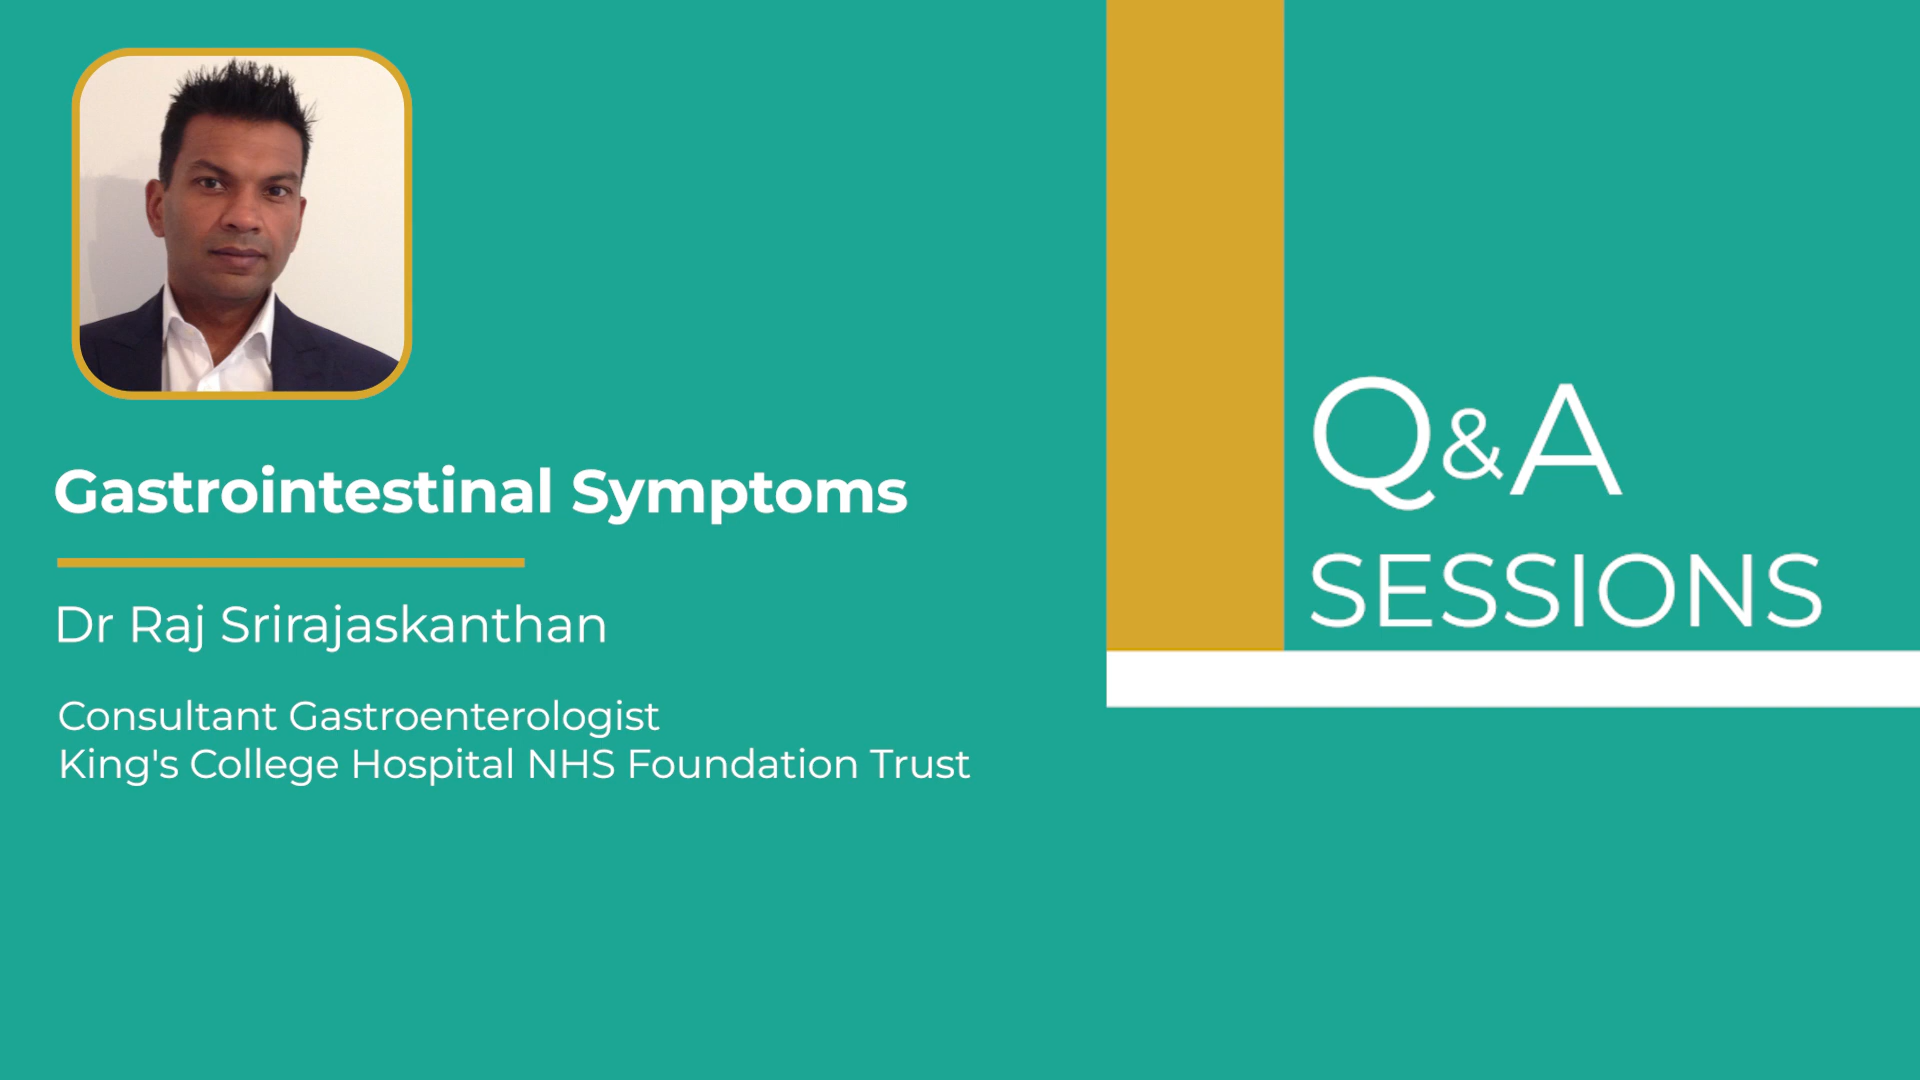 Gastrointestinal Symptoms
Dr Raj Srirajaskanthan
Consultant Gastroenterologist
King's College Hospital NHS Foundation Trust
Q&A
SESSIONS